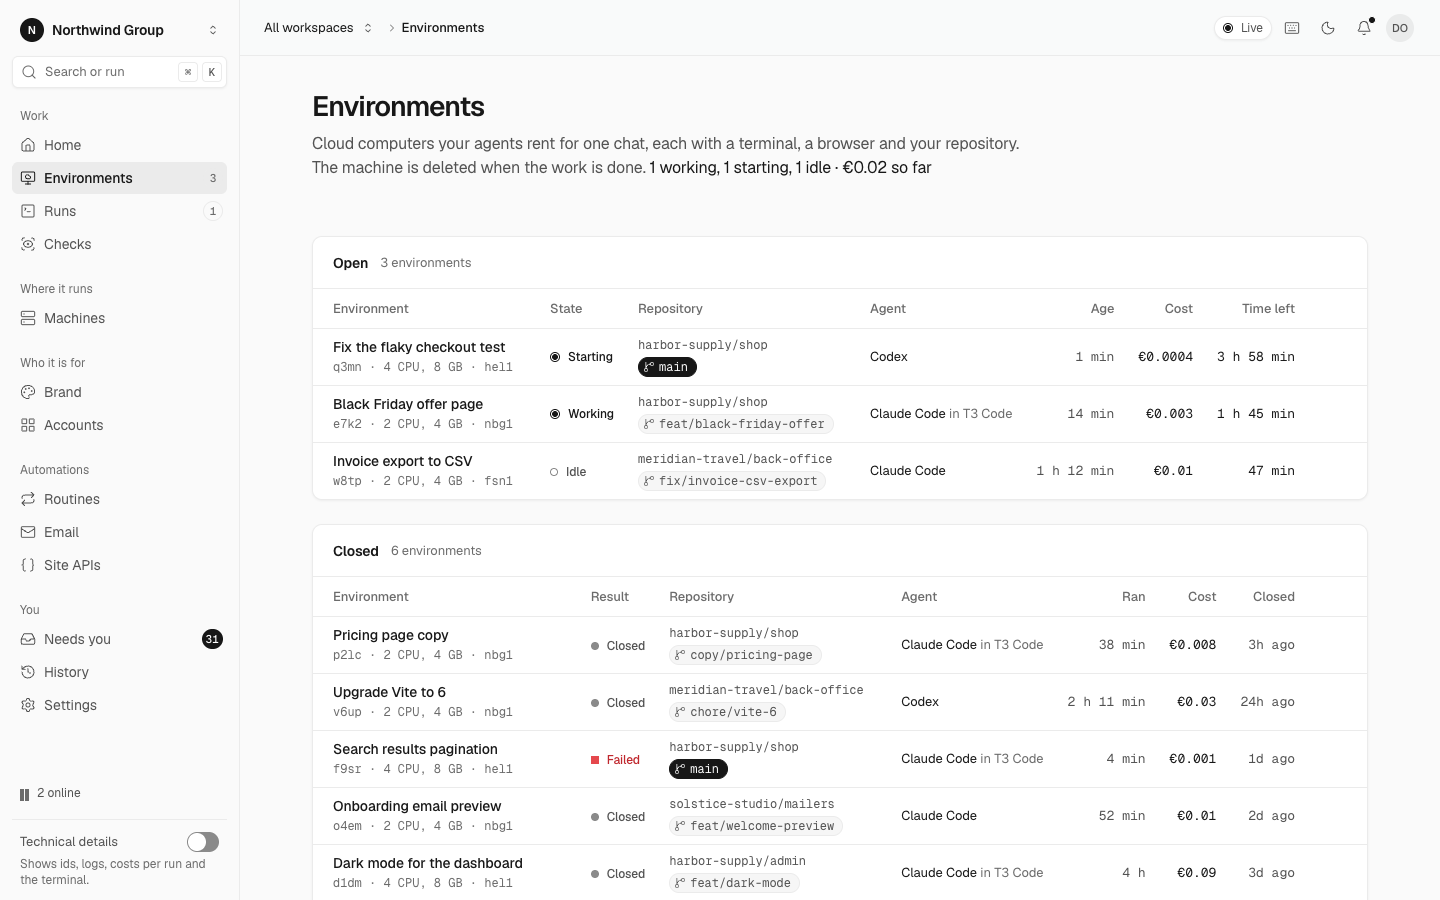 N Northwind Group
Search or run ⌘ K
Work
Home
Environments 3
Runs 1
Checks
Where it runs
Machines
Who it is for
Brand
Accounts
Automations
Routines
Email
Site APIs
You
Needs you 31
History
Settings
2 online
Technical details
Shows ids, logs, costs per run and
the terminal.
All workspaces > Environments
Live DO
Environments
Cloud computers your agents rent for one chat, each with a terminal, a browser and your repository.
The machine is deleted when the work is done. 1 working, 1 starting, 1 idle · €0.02 so far
Open 3 environments
Environment State Repository Agent Age Cost Time left
Fix the flaky checkout test
q3mn · 4 CPU, 8 GB · hel1
Starting
harbor-supply/shop
main
Codex 1 min €0.0004 3 h 58 min
Black Friday offer page
e7k2 · 2 CPU, 4 GB · nbg1
Working
harbor-supply/shop
feat/black-friday-offer
Claude Code in T3 Code 14 min €0.003 1 h 45 min
Invoice export to CSV
w8tp · 2 CPU, 4 GB · fsn1
Idle
meridian-travel/back-office
fix/invoice-csv-export
Claude Code 1 h 12 min €0.01 47 min
Closed 6 environments
Environment Result Repository Agent Ran Cost Closed
Pricing page copy
p2lc · 2 CPU, 4 GB · nbg1
Closed
harbor-supply/shop
copy/pricing-page
Claude Code in T3 Code 38 min €0.008 3h ago
Upgrade Vite to 6
v6up · 2 CPU, 4 GB · nbg1
Closed
meridian-travel/back-office
chore/vite-6
Codex 2 h 11 min €0.03 24h ago
Search results pagination
f9sr · 4 CPU, 8 GB · hel1
Failed
harbor-supply/shop
main
Claude Code in T3 Code 4 min €0.001 1d ago
Onboarding email preview
o4em · 2 CPU, 4 GB · nbg1
Closed
solstice-studio/mailers
feat/welcome-preview
Claude Code 52 min €0.01 2d ago
Dark mode for the dashboard
d1dm · 4 CPU, 8 GB · hel1
Closed
harbor-supply/admin
feat/dark-mode
Claude Code in T3 Code 4 h €0.09 3d ago